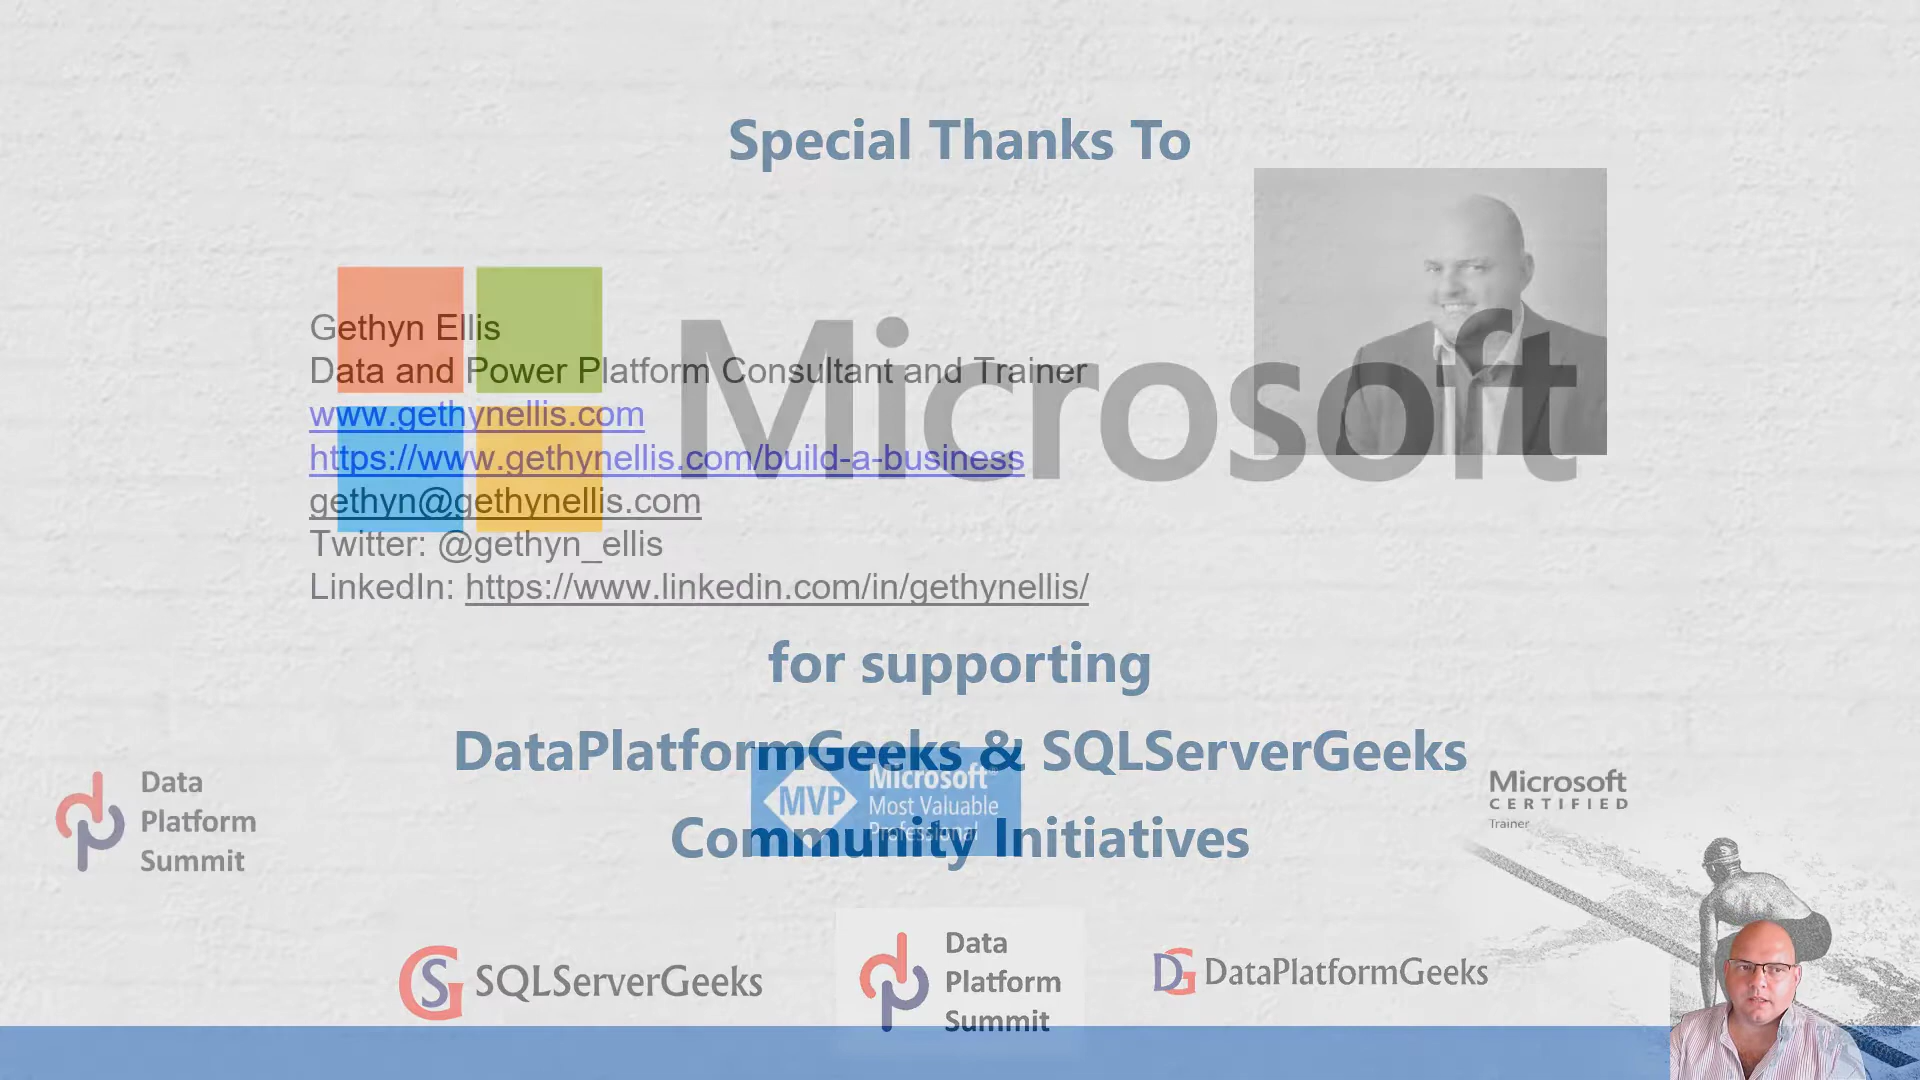 Special Thanks To
Microsoft
Gethyn Ellis
Data and Power Platform Consultant and Trainer
www.gethynellis.com
https://www.gethynellis.com/build-a-business
gethyn@gethynellis.com
Twitter: @gethyn_ellis
LinkedIn: https://www.linkedin.com/in/gethynellis/
for supporting
DataPlatformGeeks & SQLServerGeeks
Community Initiatives
MVP
Microsoft®
Most Valuable
Professional
Data
Platform
Summit
Microsoft
CERTIFIED
Trainer
SQLServerGeeks
Data
Platform
Summit
DataPlatformGeeks